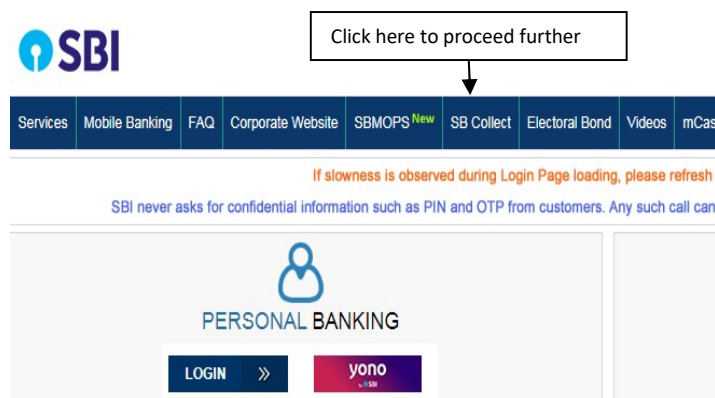 SBI
Click here to proceed further
Services Mobile Banking FAQ Corporate Website SBMOPS New SB Collect Electoral Bond Videos mCas
If slowness is observed during Login Page loading, please refresh
SBI never asks for confidential information such as PIN and OTP from customers. Any such call can
PERSONAL BANKING
LOGIN » yono
SBI